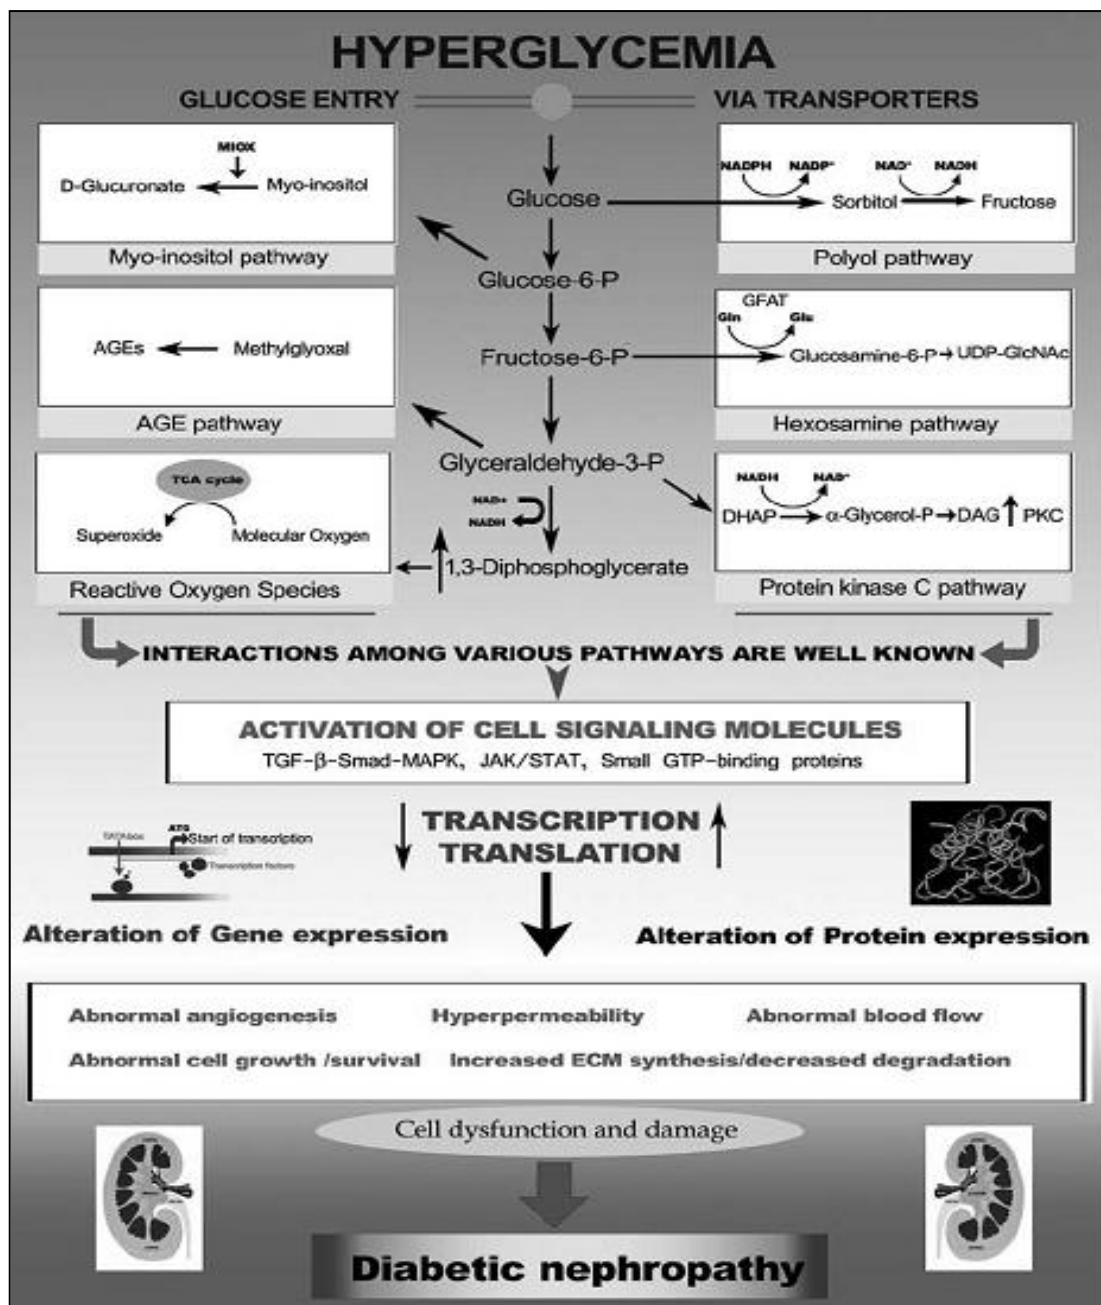 HYPERGLYCEMIA
GLUCOSE ENTRY
VIA TRANSPORTERS
MIOX
D-Glucuronate
Myo-inositol
Myo-inositol pathway
AGEs
Methylglyoxal
AGE pathway
TCA cycle
Superoxide
Molecular Oxygen
Reactive Oxygen Species
Glucose
Glucose-6-P
Fructose-6-P
Glyceraldehyde-3-P
NAD+
NADH
1,3-Diphosphoglycerate
NADPH
NADP+
NAD+
NADH
Sorbitol
Fructose
Polyol pathway
GFAT
Gln
Glu
Glucosamine-6-P
UDP-GlcNAc
Hexosamine pathway
NADH
NAD+
DHAP
α-Glycerol-P
DAG
PKC
Protein kinase C pathway
INTERACTIONS AMONG VARIOUS PATHWAYS ARE WELL KNOWN
ACTIVATION OF CELL SIGNALING MOLECULES
TGF-β-Smad-MAPK, JAK/STAT, Small GTP-binding proteins
TRANSCRIPTION
TRANSLATION
ATG
Start of transcription
Transcription factors
Alteration of Gene expression
Alteration of Protein expression
Abnormal angiogenesis
Hyperpermeability
Abnormal blood flow
Abnormal cell growth /survival
Increased ECM synthesis/decreased degradation
Cell dysfunction and damage
Diabetic nephropathy